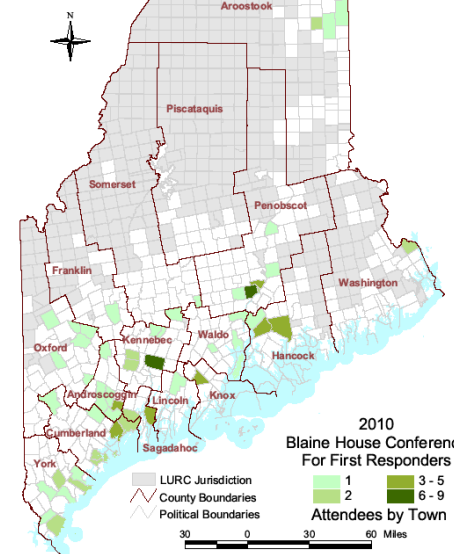 Aroostook
N
Piscataquis
Somerset
Penobscot
Franklin
Washington
Oxford
Kennebec
Waldo
Hancock
Androscoggin
Lincoln
Knox
Cumberland
Sagadahoc
York
2010
Blaine House Conferenc
For First Responders
1
3 - 5
2
6 - 9
Attendees by Town
LURC Jurisdiction
County Boundaries
Political Boundaries
30
0
30
60 Miles